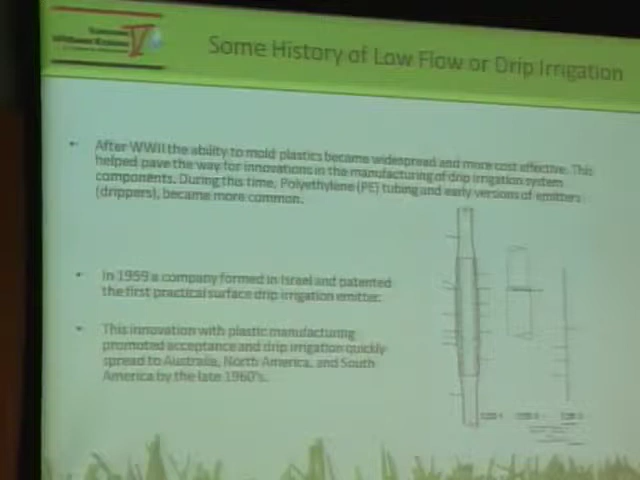 Some History of Low Flow or Drip Irrigation
• After WWII the ability to mold plastics became widespread and more cost effective. This
helped pave the way for innovations in the manufacturing of drip irrigation system
components. During this time, Polyethylene (PE) tubing and early versions of emitters
(drippers), became more common.
• In 1959 a company formed in Israel and patented
the first practical surface drip irrigation emitter.
• This innovation with plastic manufacturing
promoted acceptance and drip irrigation quickly
spread to Australia, North America, and South
America by the late 1960's.